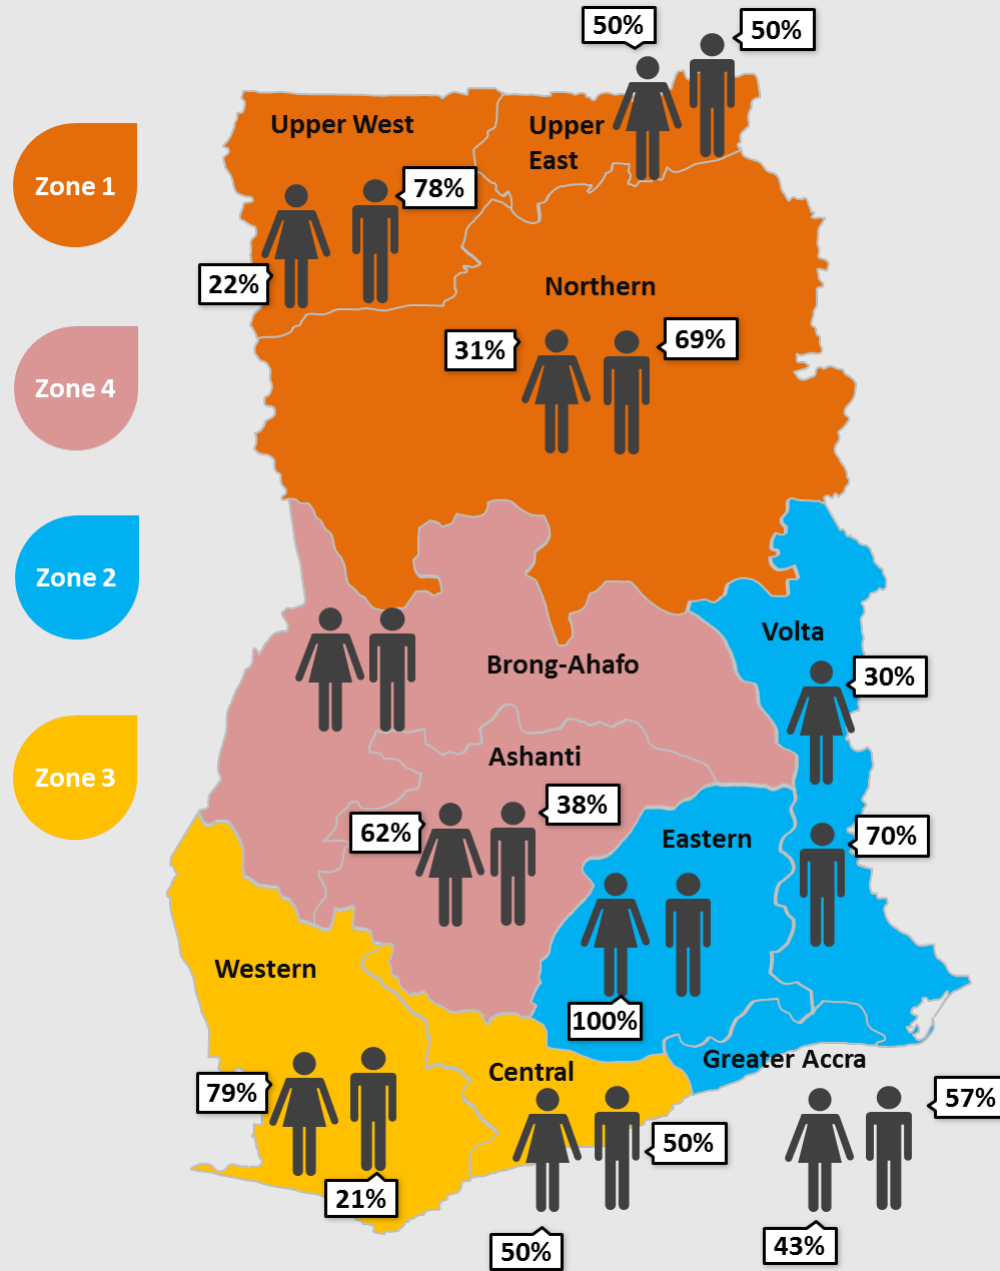 50%
50%
Upper West
Upper
East
Zone 1
78%
22%
Northern
31%
69%
Zone 4
Zone 2
Volta
Brong-Ahafo
30%
Ashanti
Zone 3
62%
38%
Eastern
70%
Western
100%
Greater Accra
Central
79%
57%
50%
21%
50%
43%